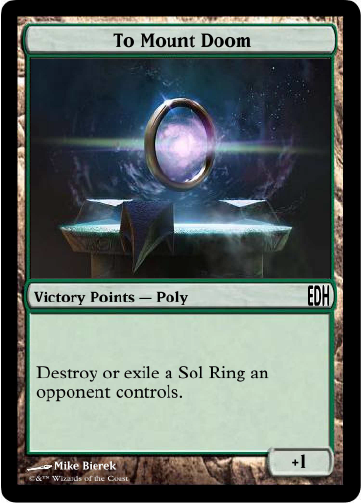 To Mount Doom
Victory Points — Poly
EDH
Destroy or exile a Sol Ring an
opponent controls.
+1
Mike Bierek
©&™ Wizards of the Coast